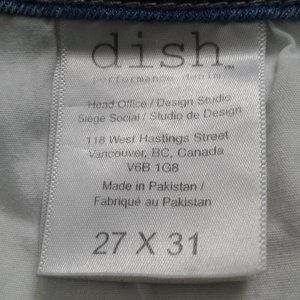 dish™
performance denim
Head Office / Design Studio
Siege Social / Studio de Design
118 West Hastings Street
Vancouver, BC, Canada
V6B 1G8
Made in Pakistan /
Fabriqué au Pakistan
27 X 31